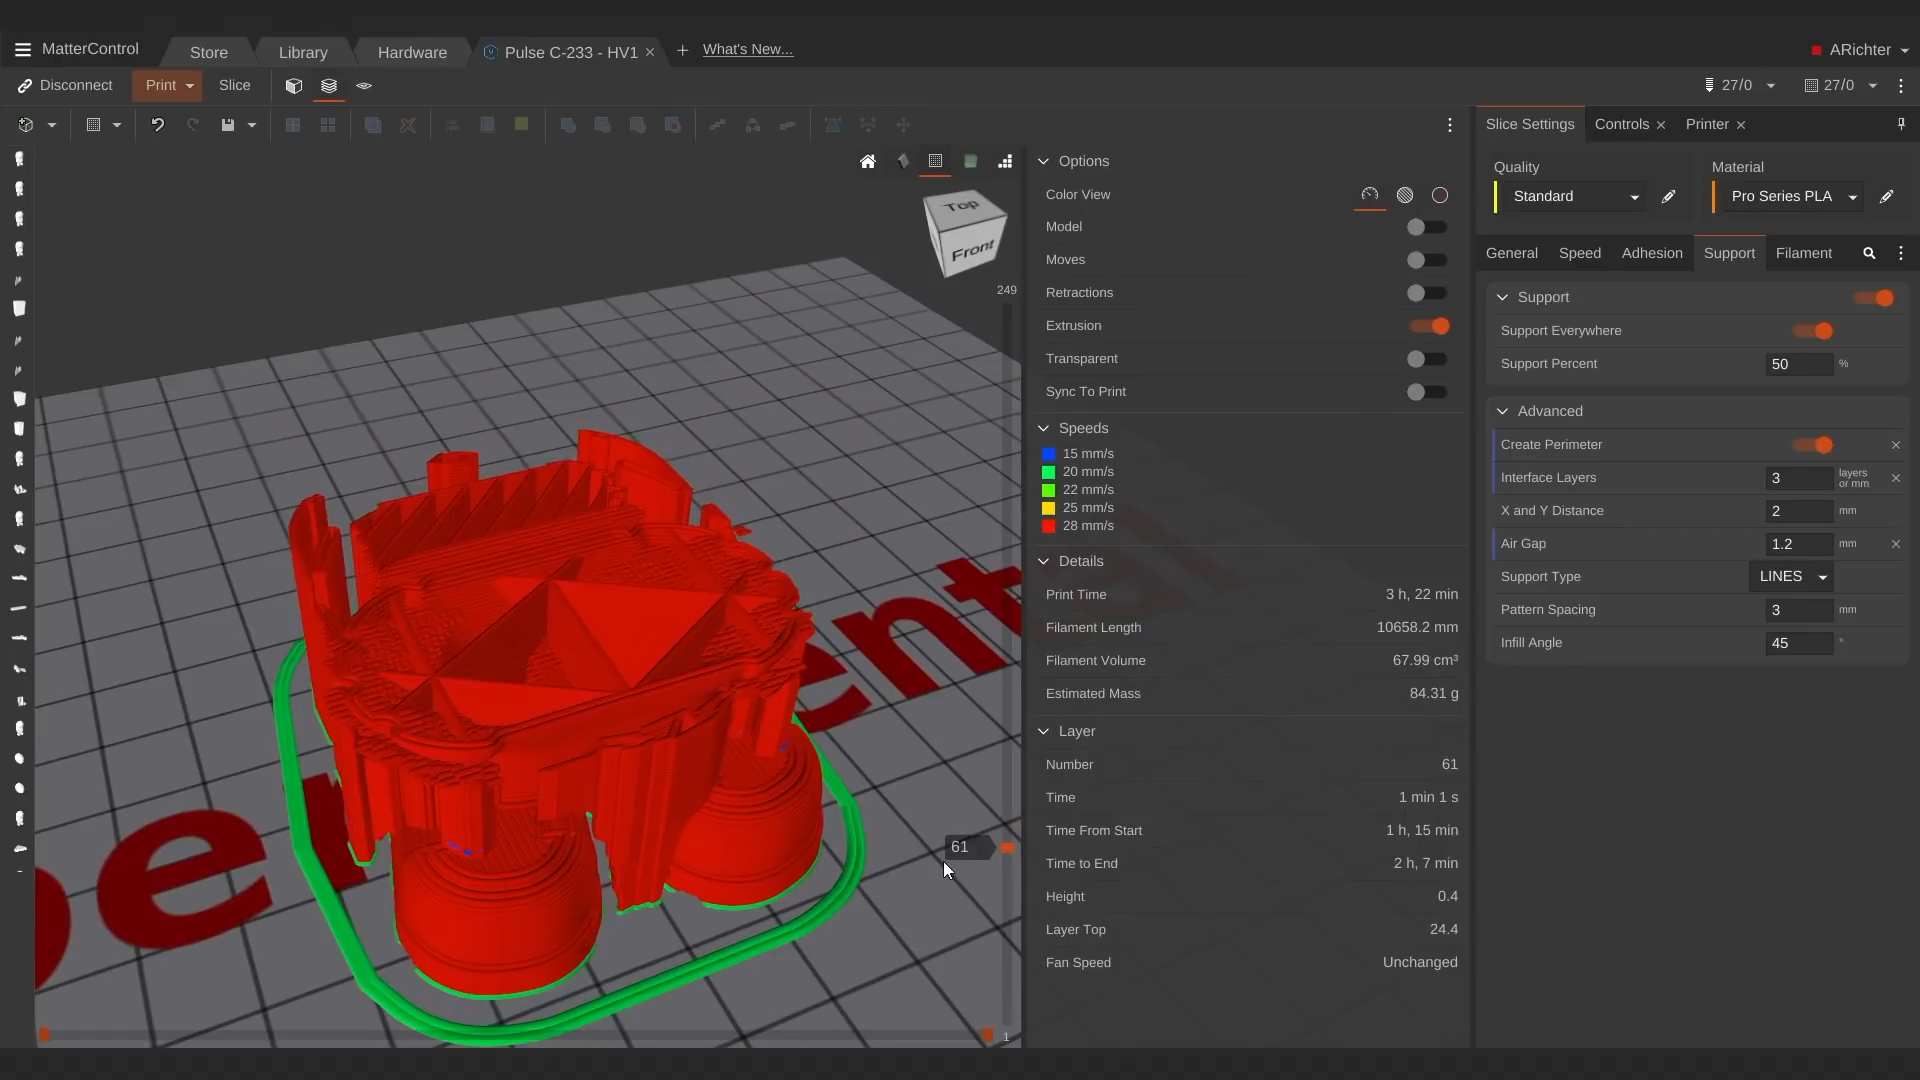 MatterControl
Store
Library
Hardware
Pulse C-233 - HV1
What's New...
ARichter
Disconnect
Print
Slice
27/0
27/0
Slice Settings
Controls
Printer
Quality
Material
Standard
Pro Series PLA
General
Speed
Adhesion
Support
Filament
Support
Support Everywhere
Support Percent
50
%
Advanced
Create Perimeter
Interface Layers
3
layers
or mm
X and Y Distance
2
mm
Air Gap
1.2
mm
Support Type
LINES
Pattern Spacing
3
mm
Infill Angle
45
°
Options
Color View
Model
Moves
Retractions
Extrusion
Transparent
Sync To Print
Speeds
15 mm/s
20 mm/s
22 mm/s
25 mm/s
28 mm/s
Details
Print Time
3 h, 22 min
Filament Length
10658.2 mm
Filament Volume
67.99 cm³
Estimated Mass
84.31 g
Layer
Number
61
Time
1 min 1 s
Time From Start
1 h, 15 min
Time to End
2 h, 7 min
Height
0.4
Layer Top
24.4
Fan Speed
Unchanged
Top
Front
249
61
1